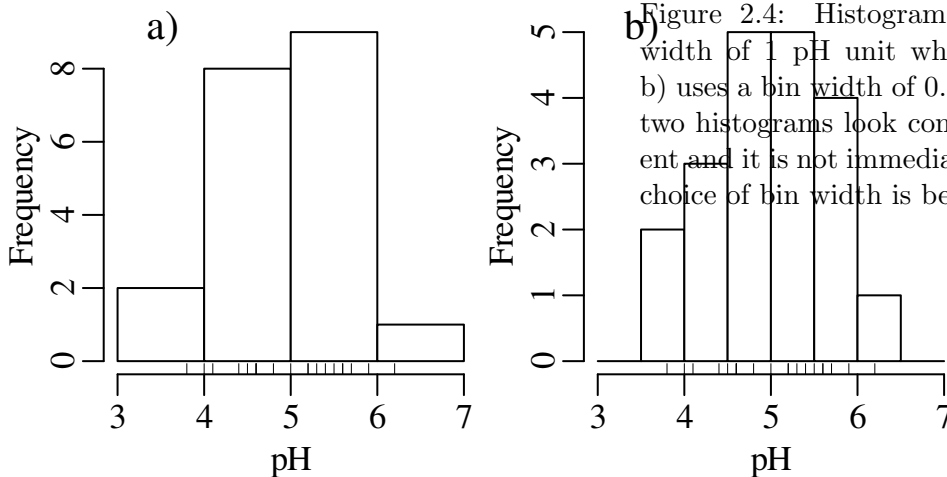 a)
8
6
4
2
0
Frequency
3 4 5 6 7
pH
b)
5
4
3
2
1
0
Frequency
3 4 5 6 7
pH
Figure 2.4: Histogram
width of 1 pH unit wh
b) uses a bin width of 0.
two histograms look con
ent and it is not immedia
choice of bin width is be